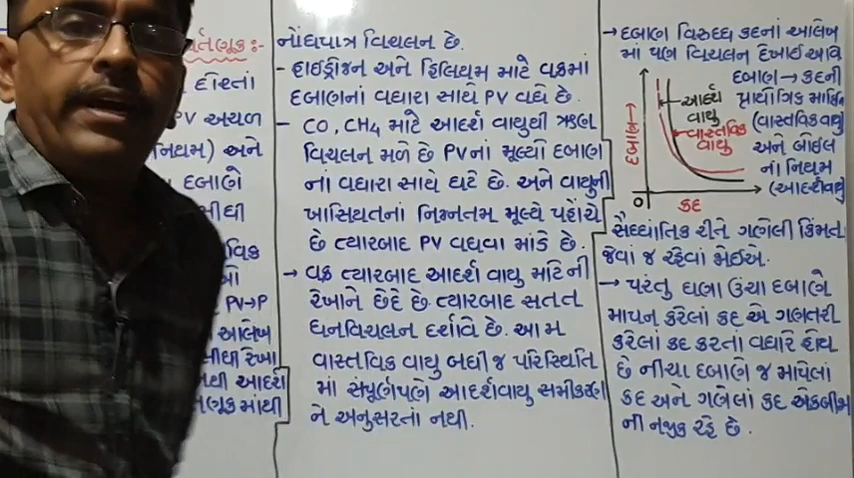 ર્તણૂક:-
PV અચળ
નિયમ) અને
દબાણે
સીધી
PV→P
આલેખ
સીધી રેખા
નથી આદર્શ
નોંધપાત્ર વિચલન છે.
- હાઈડ્રોજન અને હિલિયમ માટે વક્રમાં
દબાણનાં વધારા સાથે PV વધે છે.
- CO, CH4 માટે આદર્શ વાયુથી ઋણ
વિચલન મળે છે PVનાં મૂલ્યો દબાણ
નાં વધારા સાથે ઘટે છે. અને વાયુની
ખાસિયતનાં નિમ્નતમ મૂલ્યે પહોંચે
છે ત્યારબાદ PV વધવા માંડે છે.
→ વક્ર ત્યારબાદ આદર્શ વાયુ માટેની
રેખાને છેદે છે. ત્યારબાદ સતત
ધનવિચલન દર્શાવે છે. આમ
વાસ્તવિક વાયુ બધી જ પરિસ્થિતિ
માં સંપૂર્ણપણે આદર્શવાયુ સમીકરણ
ને અનુસરતાં નથી.
→ દબાણ વિરુદ્ધ કદનાં આલેખ
માં પણ વિચલન દેખાઈ આવે
દબાણ → કદની
પ્રાયોગિક માહિતી
(વાસ્તવિક વાયુ)
અને બોઈલ
નાં નિયમ
(આદર્શવાયુ)
આદર્શ
વાયુ
વાસ્તવિક
વાયુ
દબાણ→
0
કદ
સૈદ્ધાંતિક રીતે ગણેલી કિંમત
જેવાં જ રહેવાં જોઈએ.
→ પરંતુ ઘણા ઉંચા દબાણે
માપન કરેલાં કદ એ ગણતરી
કરેલાં કદ કરતાં વધારે હોય
છે નીચા દબાણે જ માપેલાં
કદ અને ગણેલાં કદ એકબીજા
ની નજીક રહે છે.